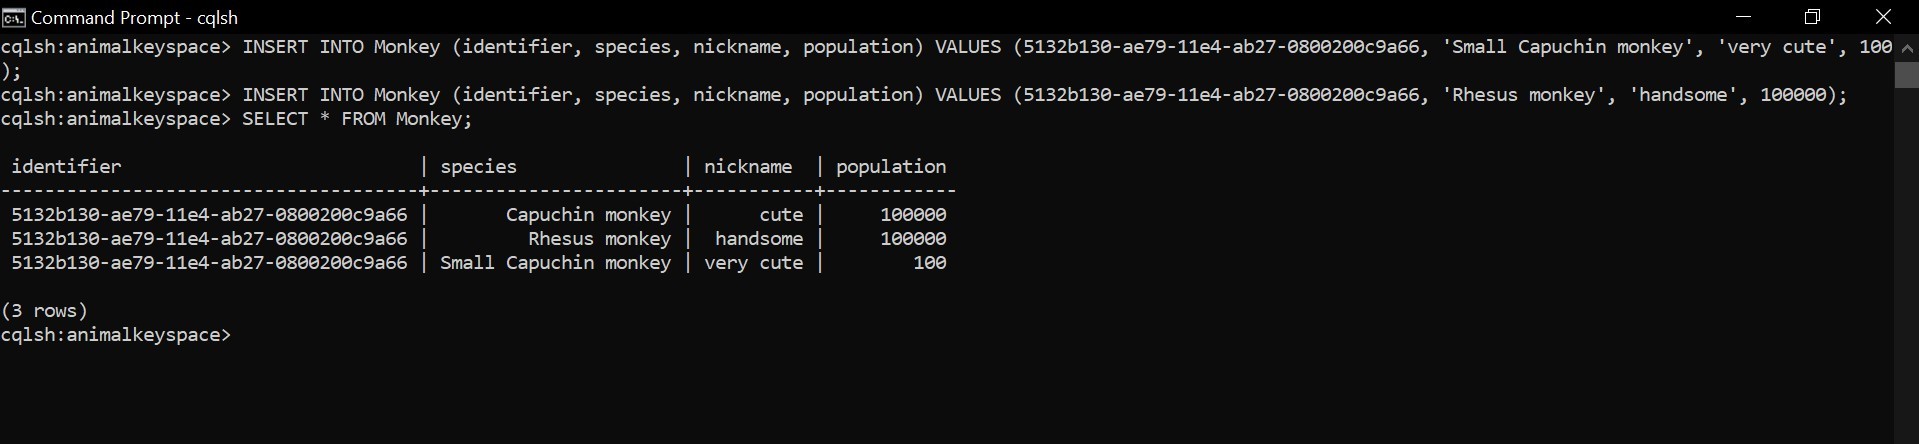 Command Prompt - cqlsh
cqlsh:animalkeyspace> INSERT INTO Monkey (identifier, species, nickname, population) VALUES (5132b130-ae79-11e4-ab27-0800200c9a66, 'Small Capuchin monkey', 'very cute', 100
);
cqlsh:animalkeyspace> INSERT INTO Monkey (identifier, species, nickname, population) VALUES (5132b130-ae79-11e4-ab27-0800200c9a66, 'Rhesus monkey', 'handsome', 100000);
cqlsh:animalkeyspace> SELECT * FROM Monkey;
 identifier                           | species               | nickname  | population
--------------------------------------+-----------------------+-----------+------------
 5132b130-ae79-11e4-ab27-0800200c9a66 |       Capuchin monkey |      cute |     100000
 5132b130-ae79-11e4-ab27-0800200c9a66 |         Rhesus monkey |  handsome |     100000
 5132b130-ae79-11e4-ab27-0800200c9a66 | Small Capuchin monkey | very cute |        100
(3 rows)
cqlsh:animalkeyspace>